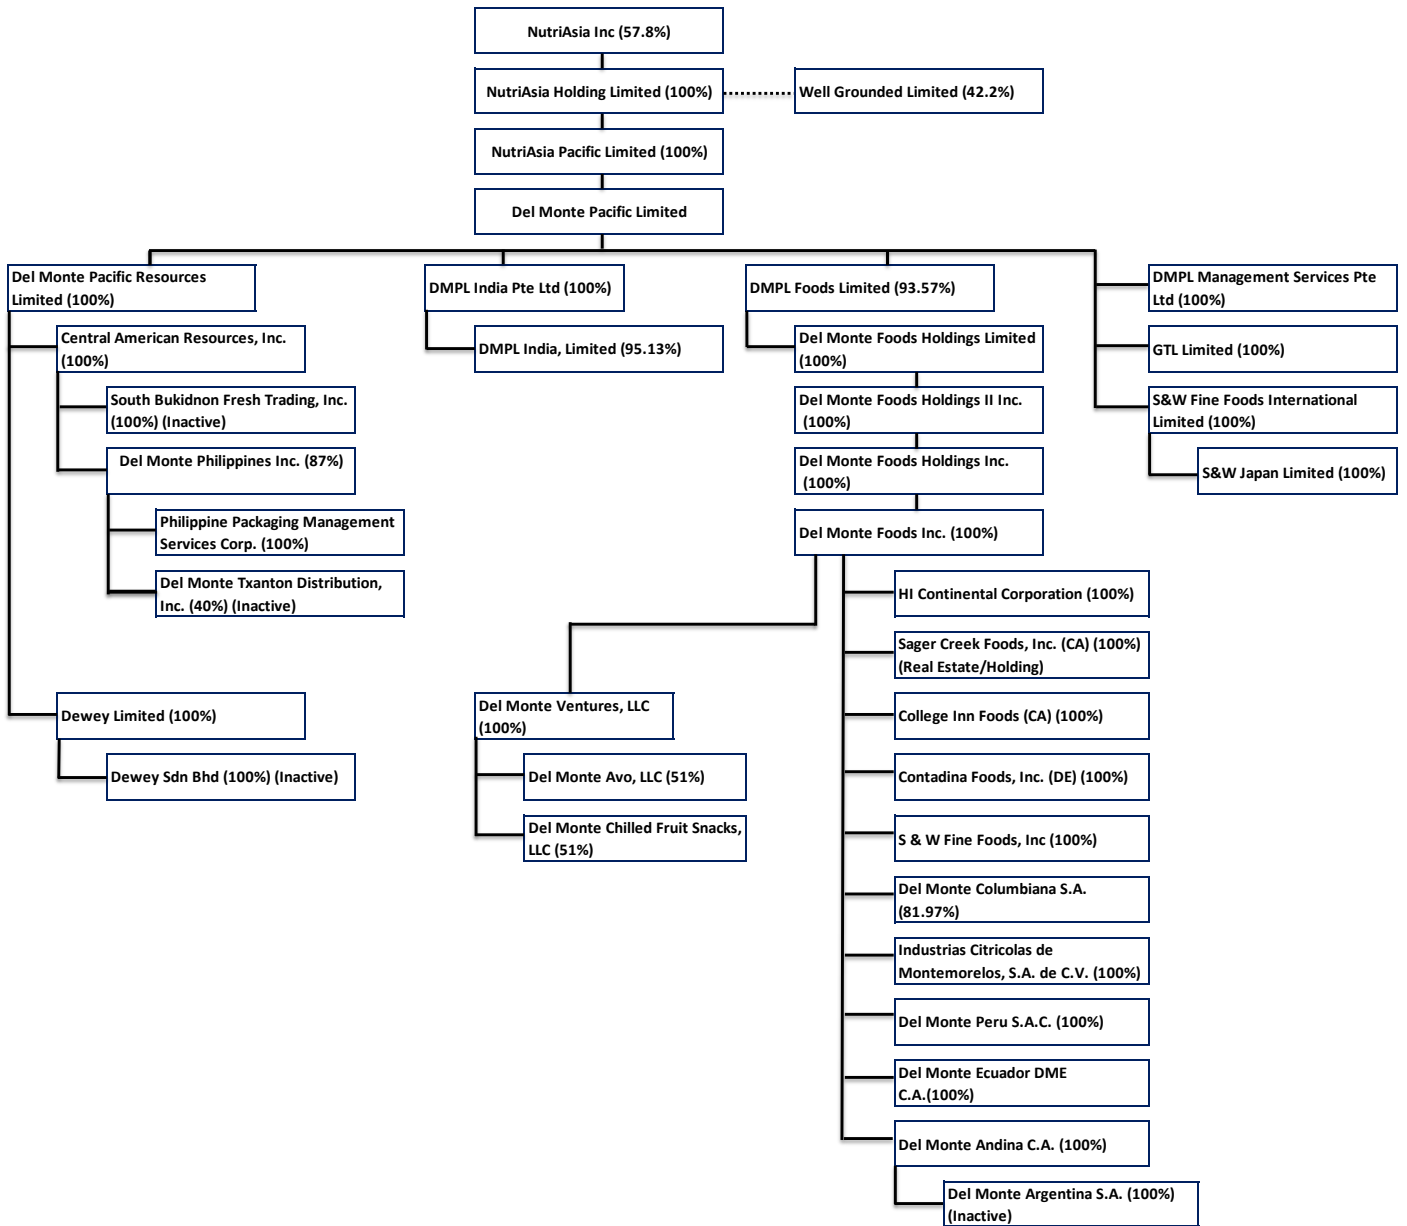 NutriAsia Inc (57.8%)
NutriAsia Holding Limited (100%)
Well Grounded Limited (42.2%)
NutriAsia Pacific Limited (100%)
Del Monte Pacific Limited
Del Monte Pacific Resources
Limited (100%)
Central American Resources, Inc.
(100%)
South Bukidnon Fresh Trading, Inc.
(100%) (Inactive)
Del Monte Philippines Inc. (87%)
Philippine Packaging Management
Services Corp. (100%)
Del Monte Txanton Distribution,
Inc. (40%) (Inactive)
Dewey Limited (100%)
Dewey Sdn Bhd (100%) (Inactive)
DMPL India Pte Ltd (100%)
DMPL India, Limited (95.13%)
DMPL Foods Limited (93.57%)
Del Monte Foods Holdings Limited
(100%)
Del Monte Foods Holdings II Inc.
(100%)
Del Monte Foods Holdings Inc.
(100%)
Del Monte Foods Inc. (100%)
Del Monte Ventures, LLC
(100%)
Del Monte Avo, LLC (51%)
Del Monte Chilled Fruit Snacks,
LLC (51%)
HI Continental Corporation (100%)
Sager Creek Foods, Inc. (CA) (100%)
(Real Estate/Holding)
College Inn Foods (CA) (100%)
Contadina Foods, Inc. (DE) (100%)
S & W Fine Foods, Inc (100%)
Del Monte Columbiana S.A.
(81.97%)
Industrias Citricolas de
Montemorelos, S.A. de C.V. (100%)
Del Monte Peru S.A.C. (100%)
Del Monte Ecuador DME
C.A.(100%)
Del Monte Andina C.A. (100%)
Del Monte Argentina S.A. (100%)
(Inactive)
DMPL Management Services Pte
Ltd (100%)
GTL Limited (100%)
S&W Fine Foods International
Limited (100%)
S&W Japan Limited (100%)